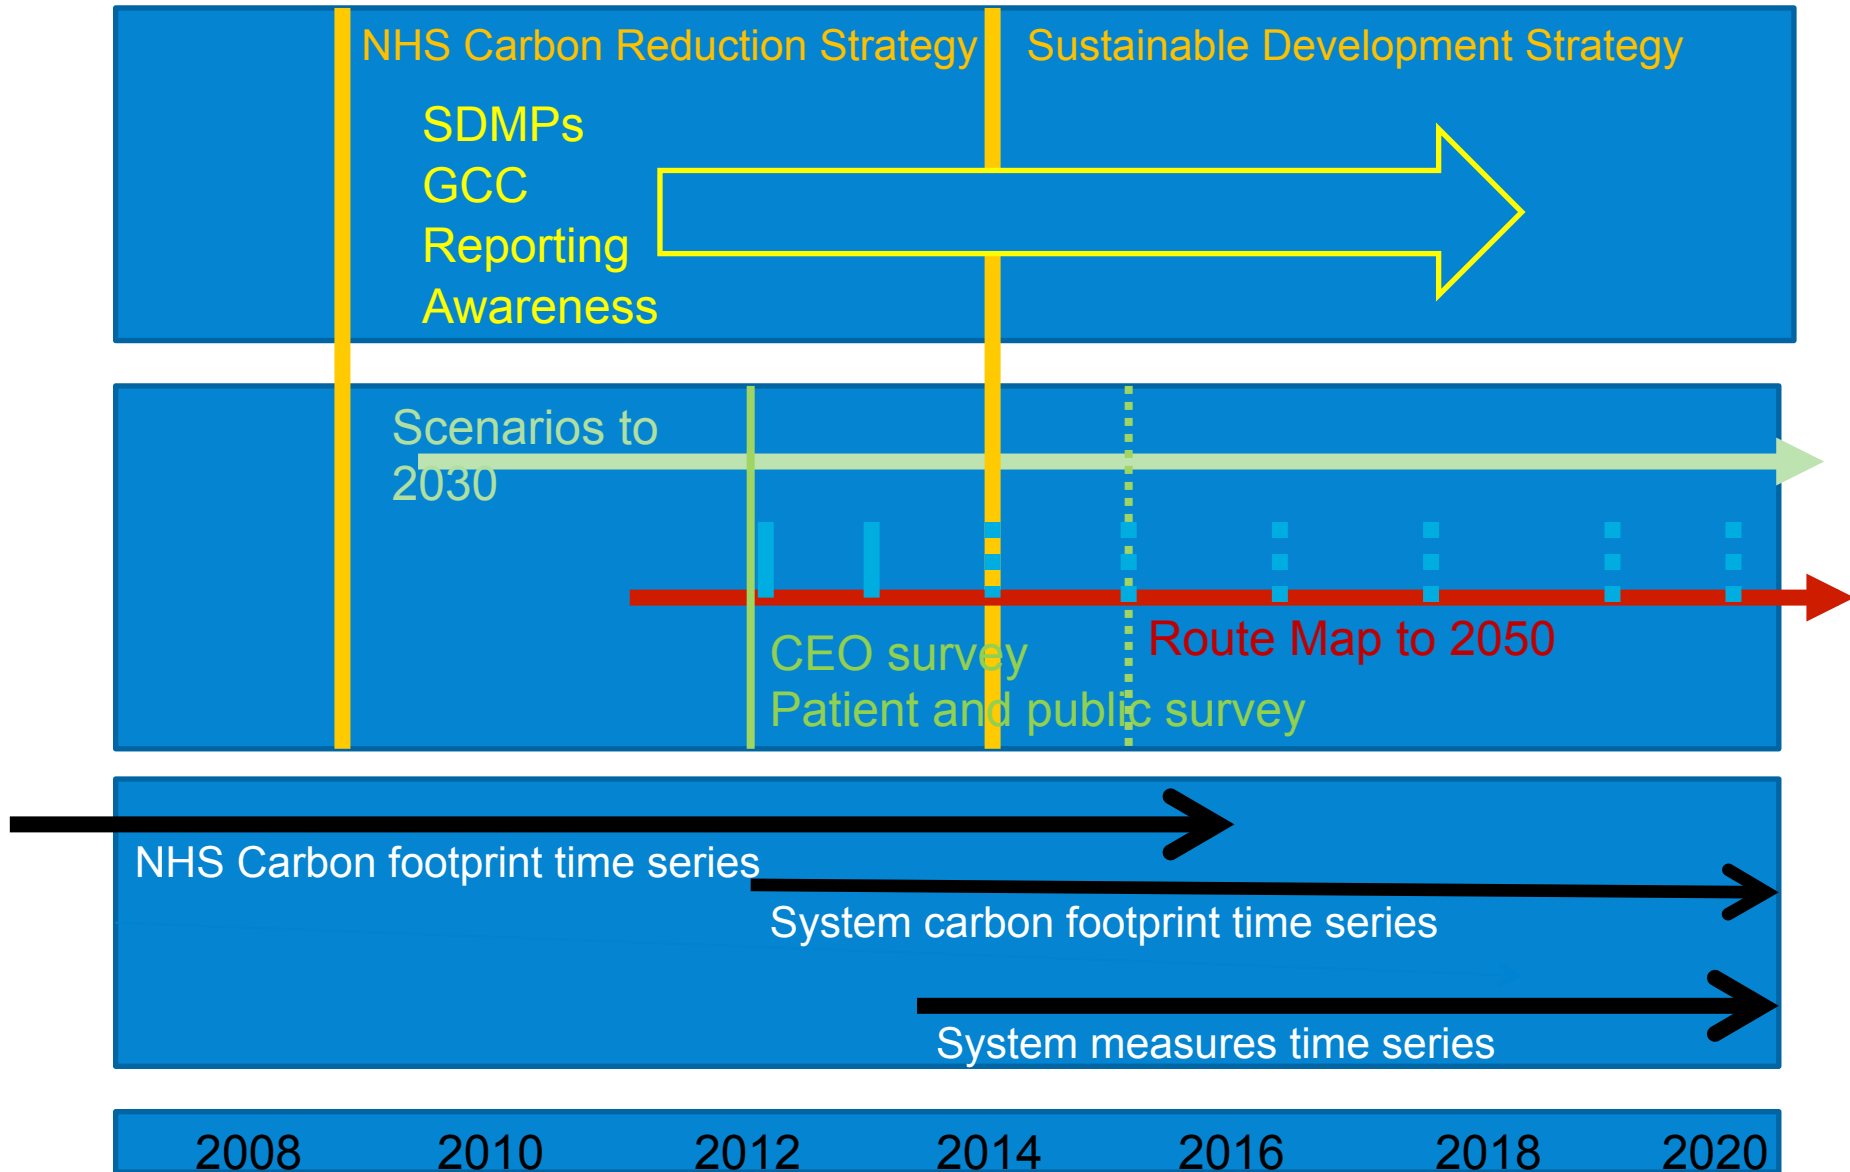 NHS Carbon Reduction Strategy
Sustainable Development Strategy
SDMPs
GCC
Reporting
Awareness
Scenarios to
2030
CEO survey
Patient and public survey
Route Map to 2050
NHS Carbon footprint time series
System carbon footprint time series
System measures time series
2008 2010 2012 2014 2016 2018 2020